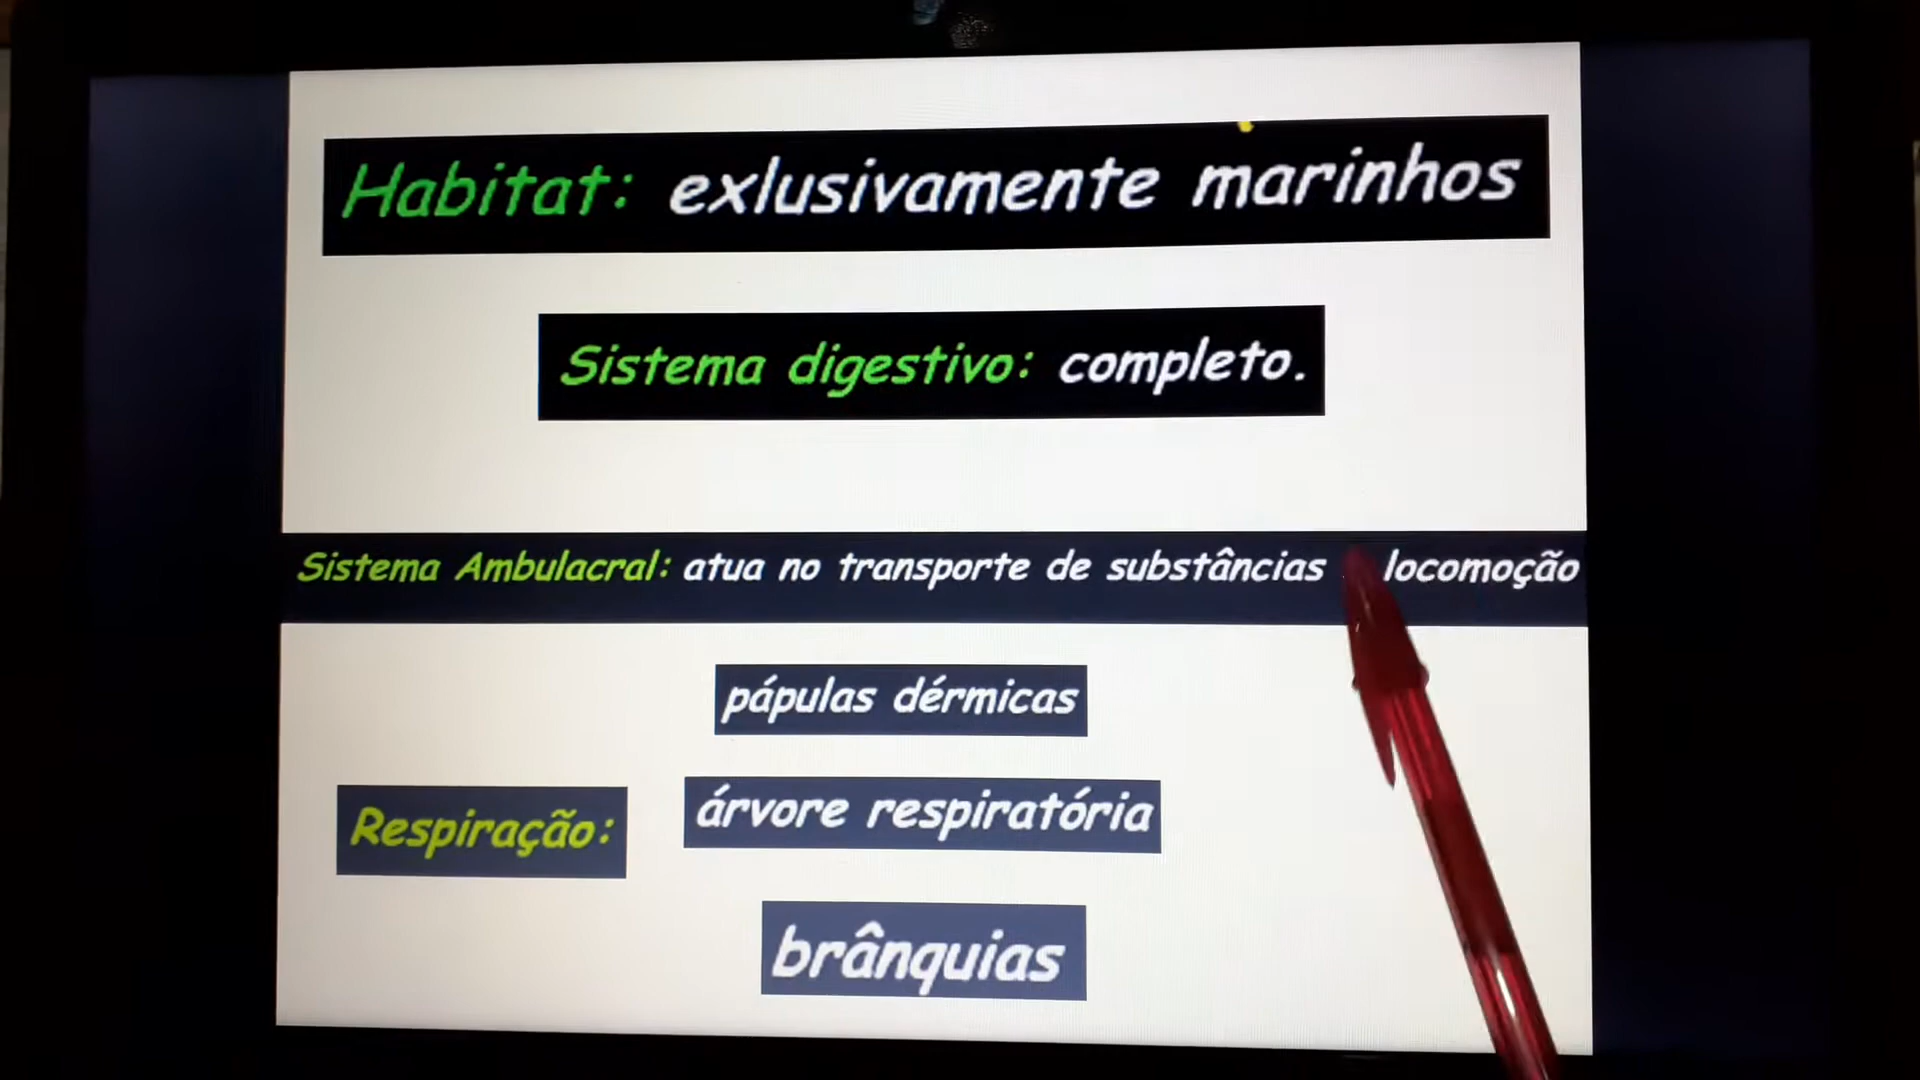 Habitat: exlusivamente marinhos
Sistema digestivo: completo.
Sistema Ambulacral: atua no transporte de substâncias locomoção
pápulas dérmicas
árvore respiratória
Respiração:
brânquias